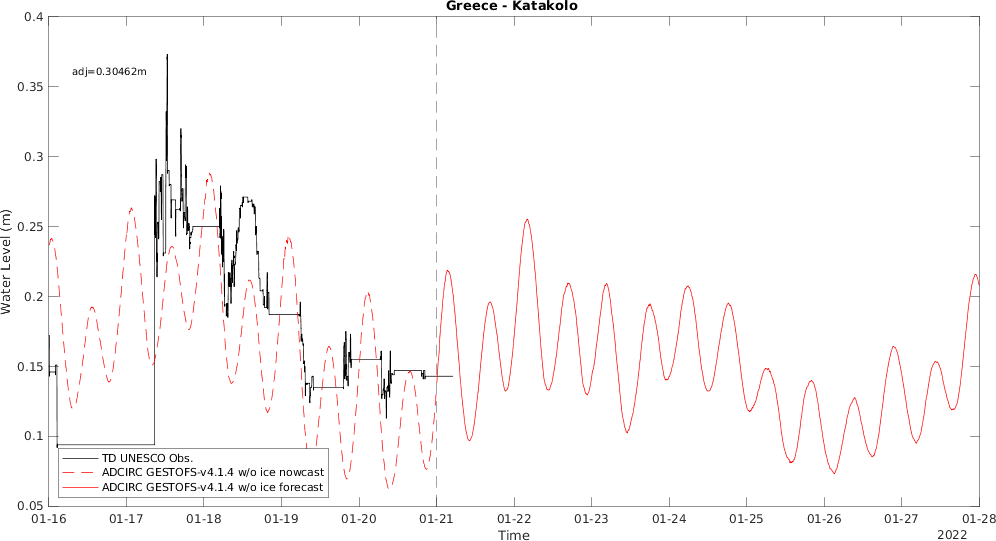 Greece - Katakolo
adj=0.30462m
0.4
0.35
0.3
0.25
0.2
0.15
0.1
0.05
Water Level (m)
TD UNESCO Obs.
ADCIRC GESTOFS-v4.1.4 w/o ice nowcast
ADCIRC GESTOFS-v4.1.4 w/o ice forecast
01-16 01-17 01-18 01-19 01-20 01-21 01-22 01-23 01-24 01-25 01-26 01-27 01-28
Time
2022